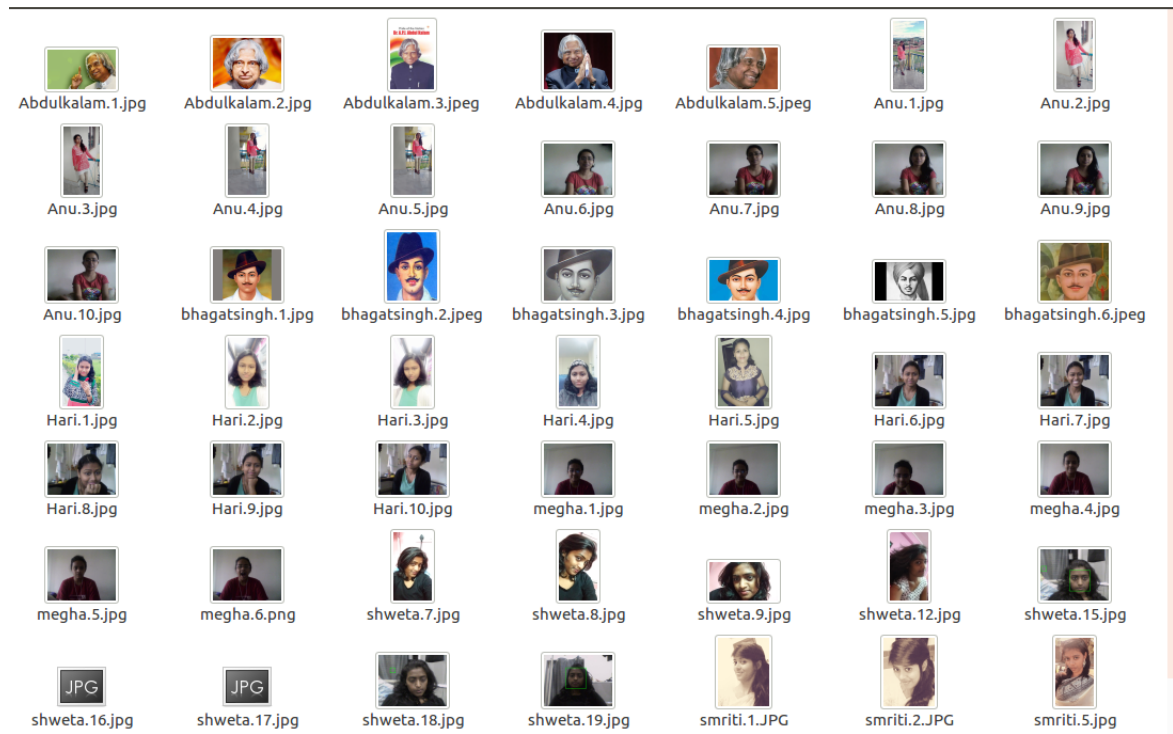 Abdulkalam.1.jpg Abdulkalam.2.jpg Abdulkalam.3.jpeg Abdulkalam.4.jpg Abdulkalam.5.jpeg Anu.1.jpg Anu.2.jpg
Anu.3.jpg Anu.4.jpg Anu.5.jpg Anu.6.jpg Anu.7.jpg Anu.8.jpg Anu.9.jpg
Anu.10.jpg bhagatsingh.1.jpg bhagatsingh.2.jpeg bhagatsingh.3.jpg bhagatsingh.4.jpg bhagatsingh.5.jpg bhagatsingh.6.jpeg
Hari.1.jpg Hari.2.jpg Hari.3.jpg Hari.4.jpg Hari.5.jpg Hari.6.jpg Hari.7.jpg
Hari.8.jpg Hari.9.jpg Hari.10.jpg megha.1.jpg megha.2.jpg megha.3.jpg megha.4.jpg
megha.5.jpg megha.6.png shweta.7.jpg shweta.8.jpg shweta.9.jpg shweta.12.jpg shweta.15.jpg
JPG JPG
shweta.16.jpg shweta.17.jpg shweta.18.jpg shweta.19.jpg smriti.1.JPG smriti.2.JPG smriti.5.jpg